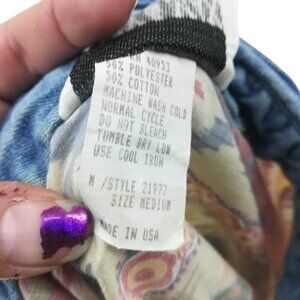 RN 40953
50% POLYESTER
50% COTTON
MACHINE WASH COLD
NORMAL CYCLE
DO NOT BLEACH
TUMBLE DRY LOW
USE COOL IRON
M /STYLE 21972
SIZE MEDIUM
MADE IN USA